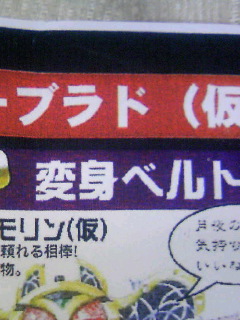 ーブラド（仮
変身ベルト
モリン(仮)
頼れる相棒!
物。
月夜の
気持ち
いいな